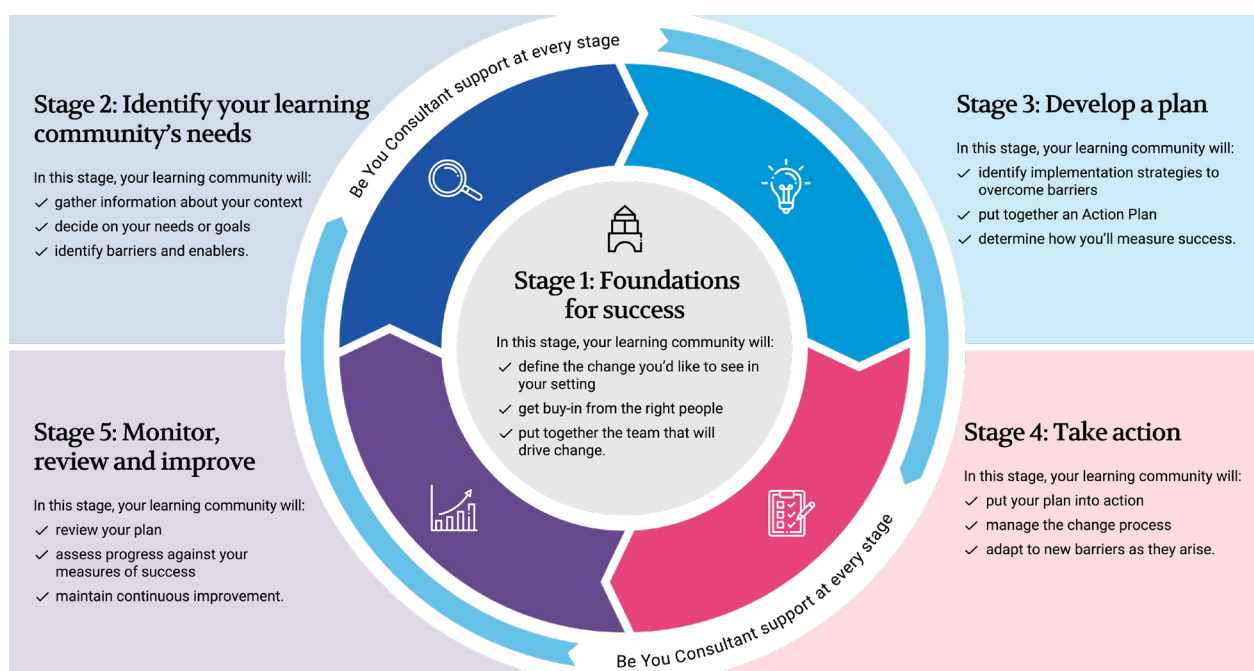 Be You Consultant support at every stage
Stage 2: Identify your learning
community's needs
In this stage, your learning community will:
✓ gather information about your context
✓ decide on your needs or goals
✓ identify barriers and enablers.
Stage 3: Develop a plan
In this stage, your learning community will:
✓ identify implementation strategies to
overcome barriers
✓ put together an Action Plan
✓ determine how you'll measure success.
Stage 1: Foundations
for success
In this stage, your learning community will:
✓ define the change you'd like to see in
your setting
✓ get buy-in from the right people
✓ put together the team that will
drive change.
Stage 5: Monitor,
review and improve
In this stage, your learning community will:
✓ review your plan
✓ assess progress against your
measures of success
✓ maintain continuous improvement.
Stage 4: Take action
In this stage, your learning community will:
✓ put your plan into action
✓ manage the change process
✓ adapt to new barriers as they arise.
Be You Consultant support at every stage